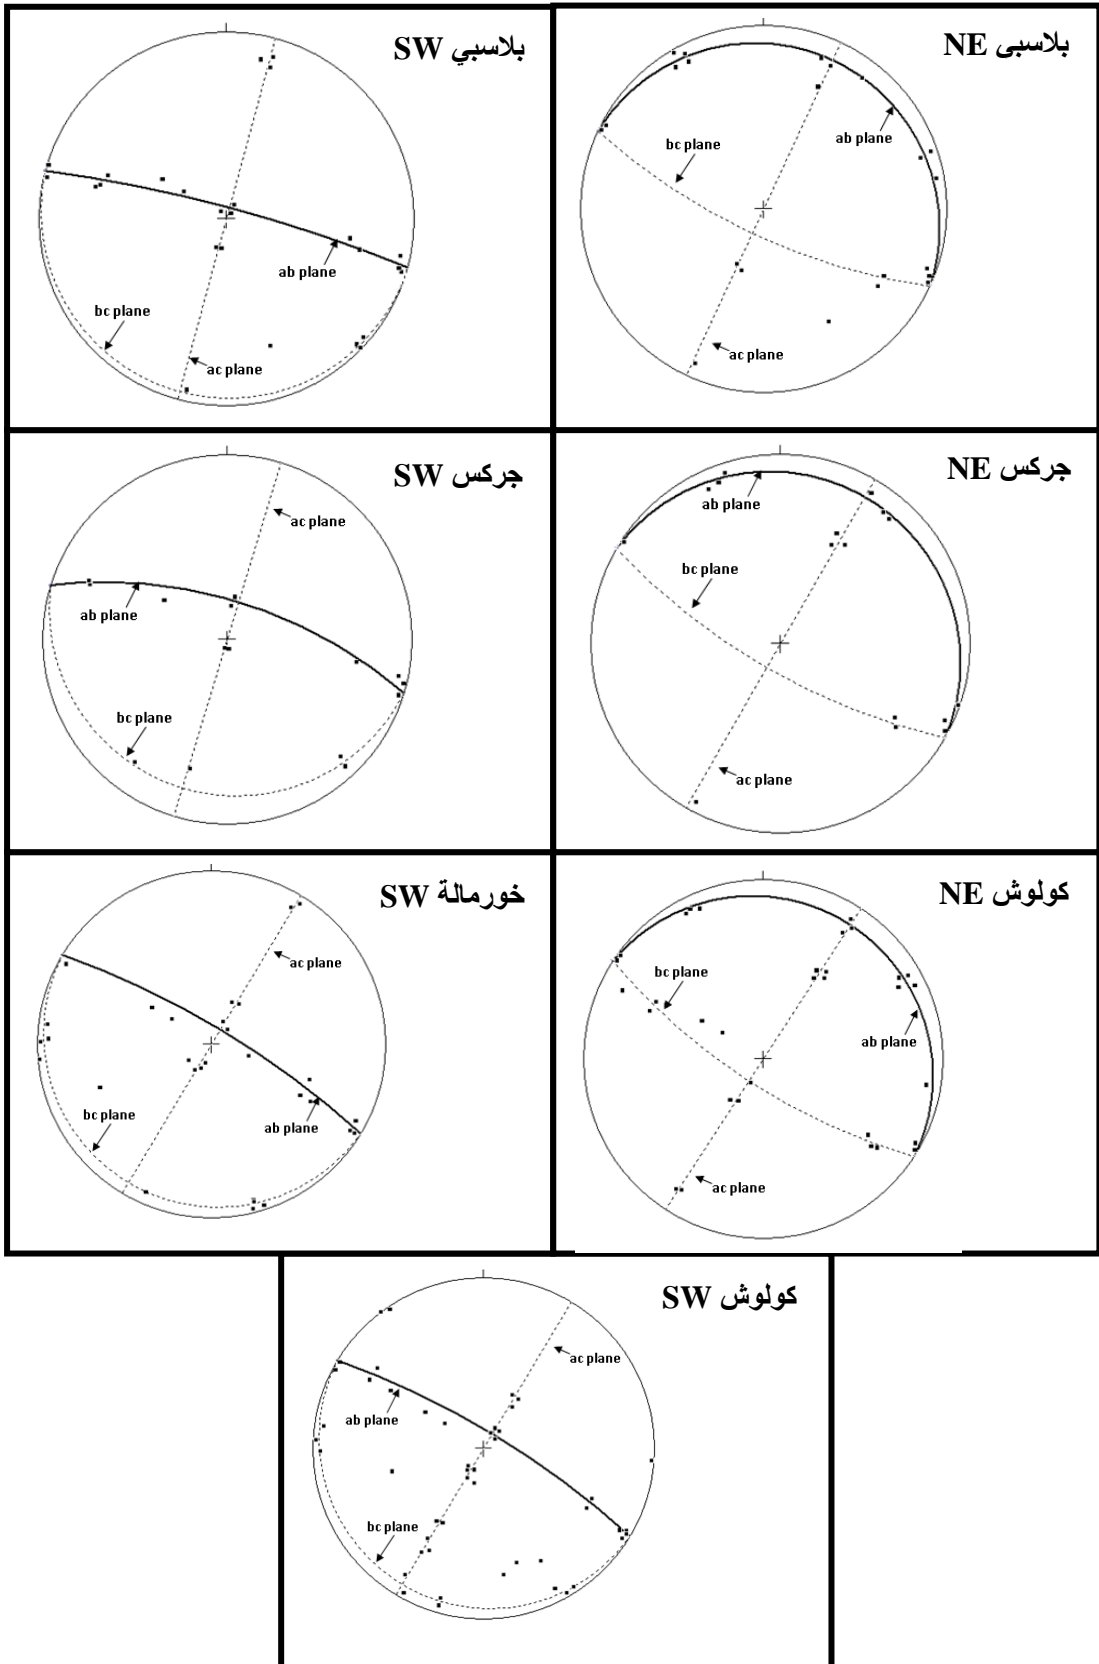 بلاسبي SW
ab plane
bc plane
ac plane
بلاسبى NE
ab plane
bc plane
ac plane
جركس SW
ac plane
ab plane
bc plane
جركس NE
ab plane
bc plane
ac plane
خورمالة SW
ac plane
bc plane
ab plane
كولوش NE
bc plane
ab plane
ac plane
كولوش SW
ac plane
ab plane
bc plane